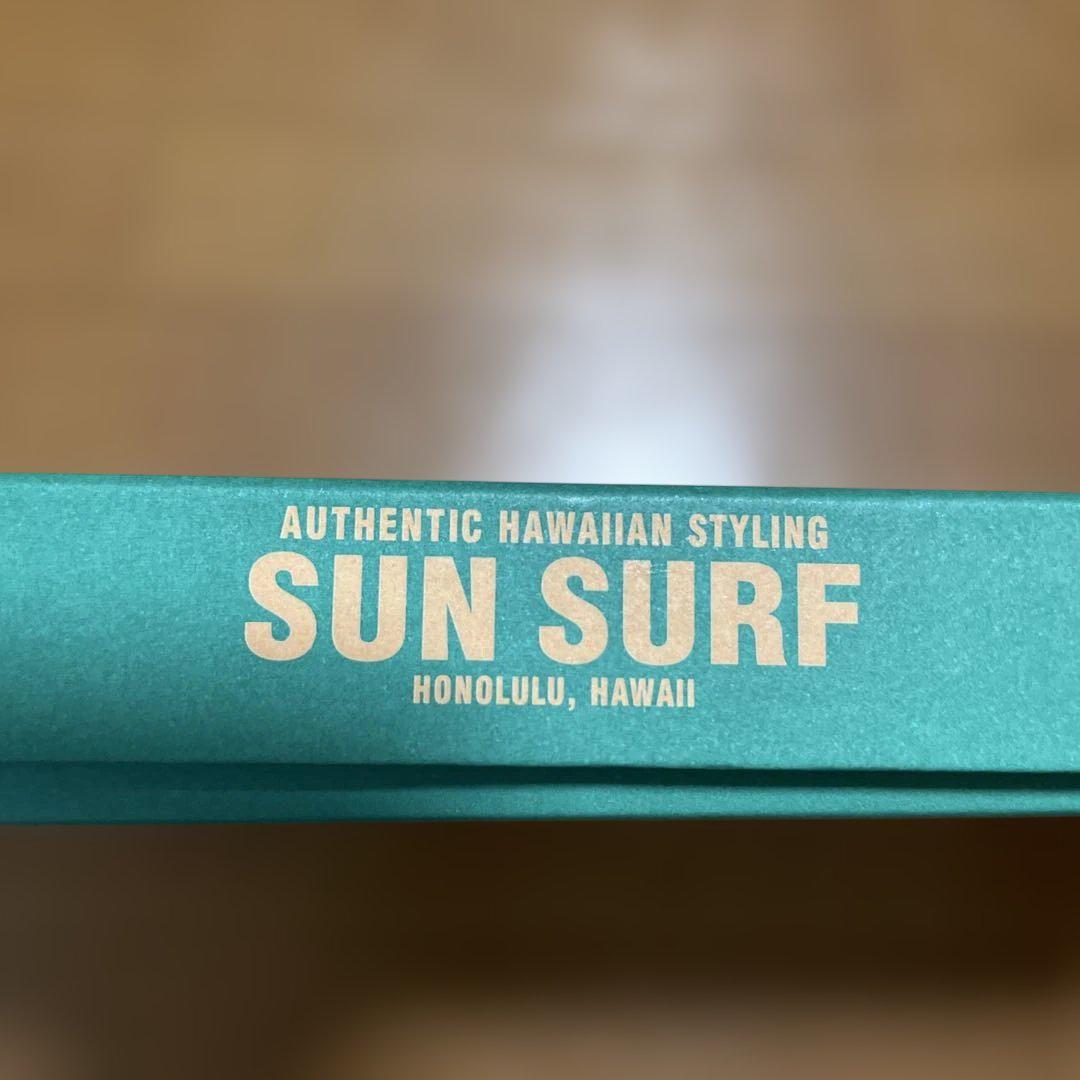 AUTHENTIC HAWAIIAN STYLING
SUN SURF
HONOLULU, HAWAII